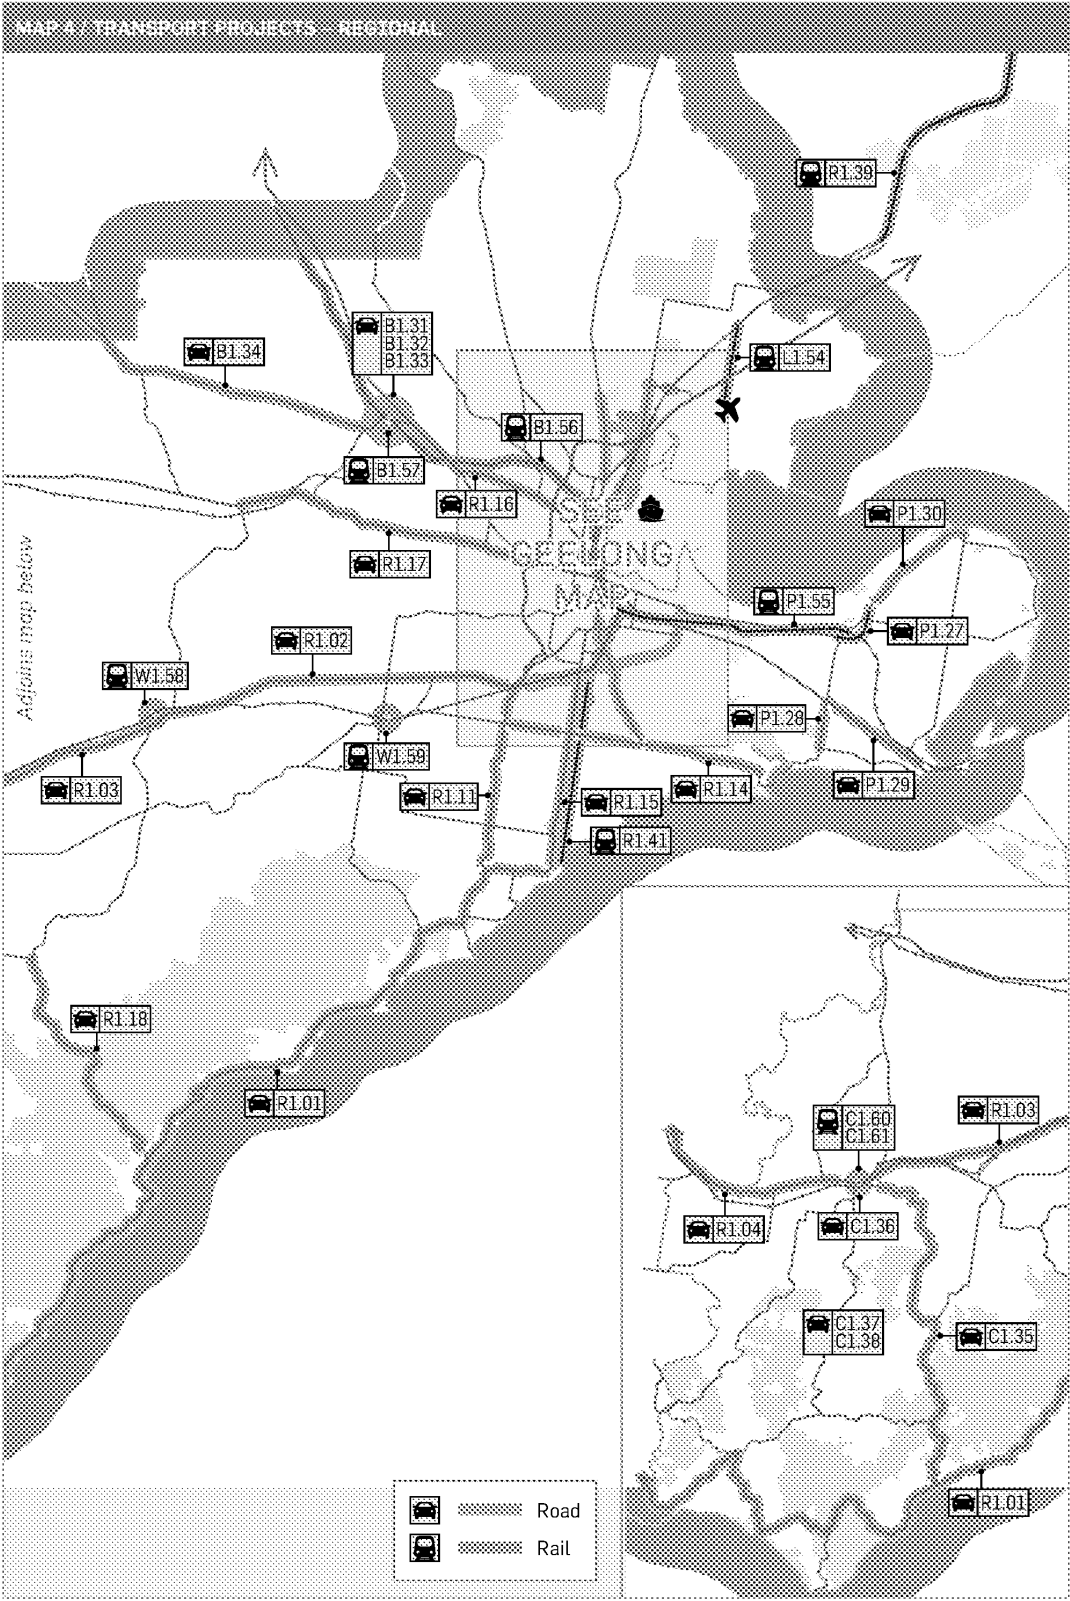 MAP 4 / TRANSPORT PROJECTS - REGIONAL
R1.39
B1.31
B1.32
B1.33
B1.34
L1.54
B1.56
B1.57
R1.16
SEE
GEELONG
MAP
P1.30
R1.17
P1.55
P1.27
R1.02
W1.58
P1.28
W1.59
R1.03
R1.11
R1.15
R1.14
P1.29
R1.41
Adjoins map below
R1.18
R1.01
C1.60
C1.61
R1.03
R1.04
C1.36
C1.37
C1.38
C1.35
R1.01
Road
Rail